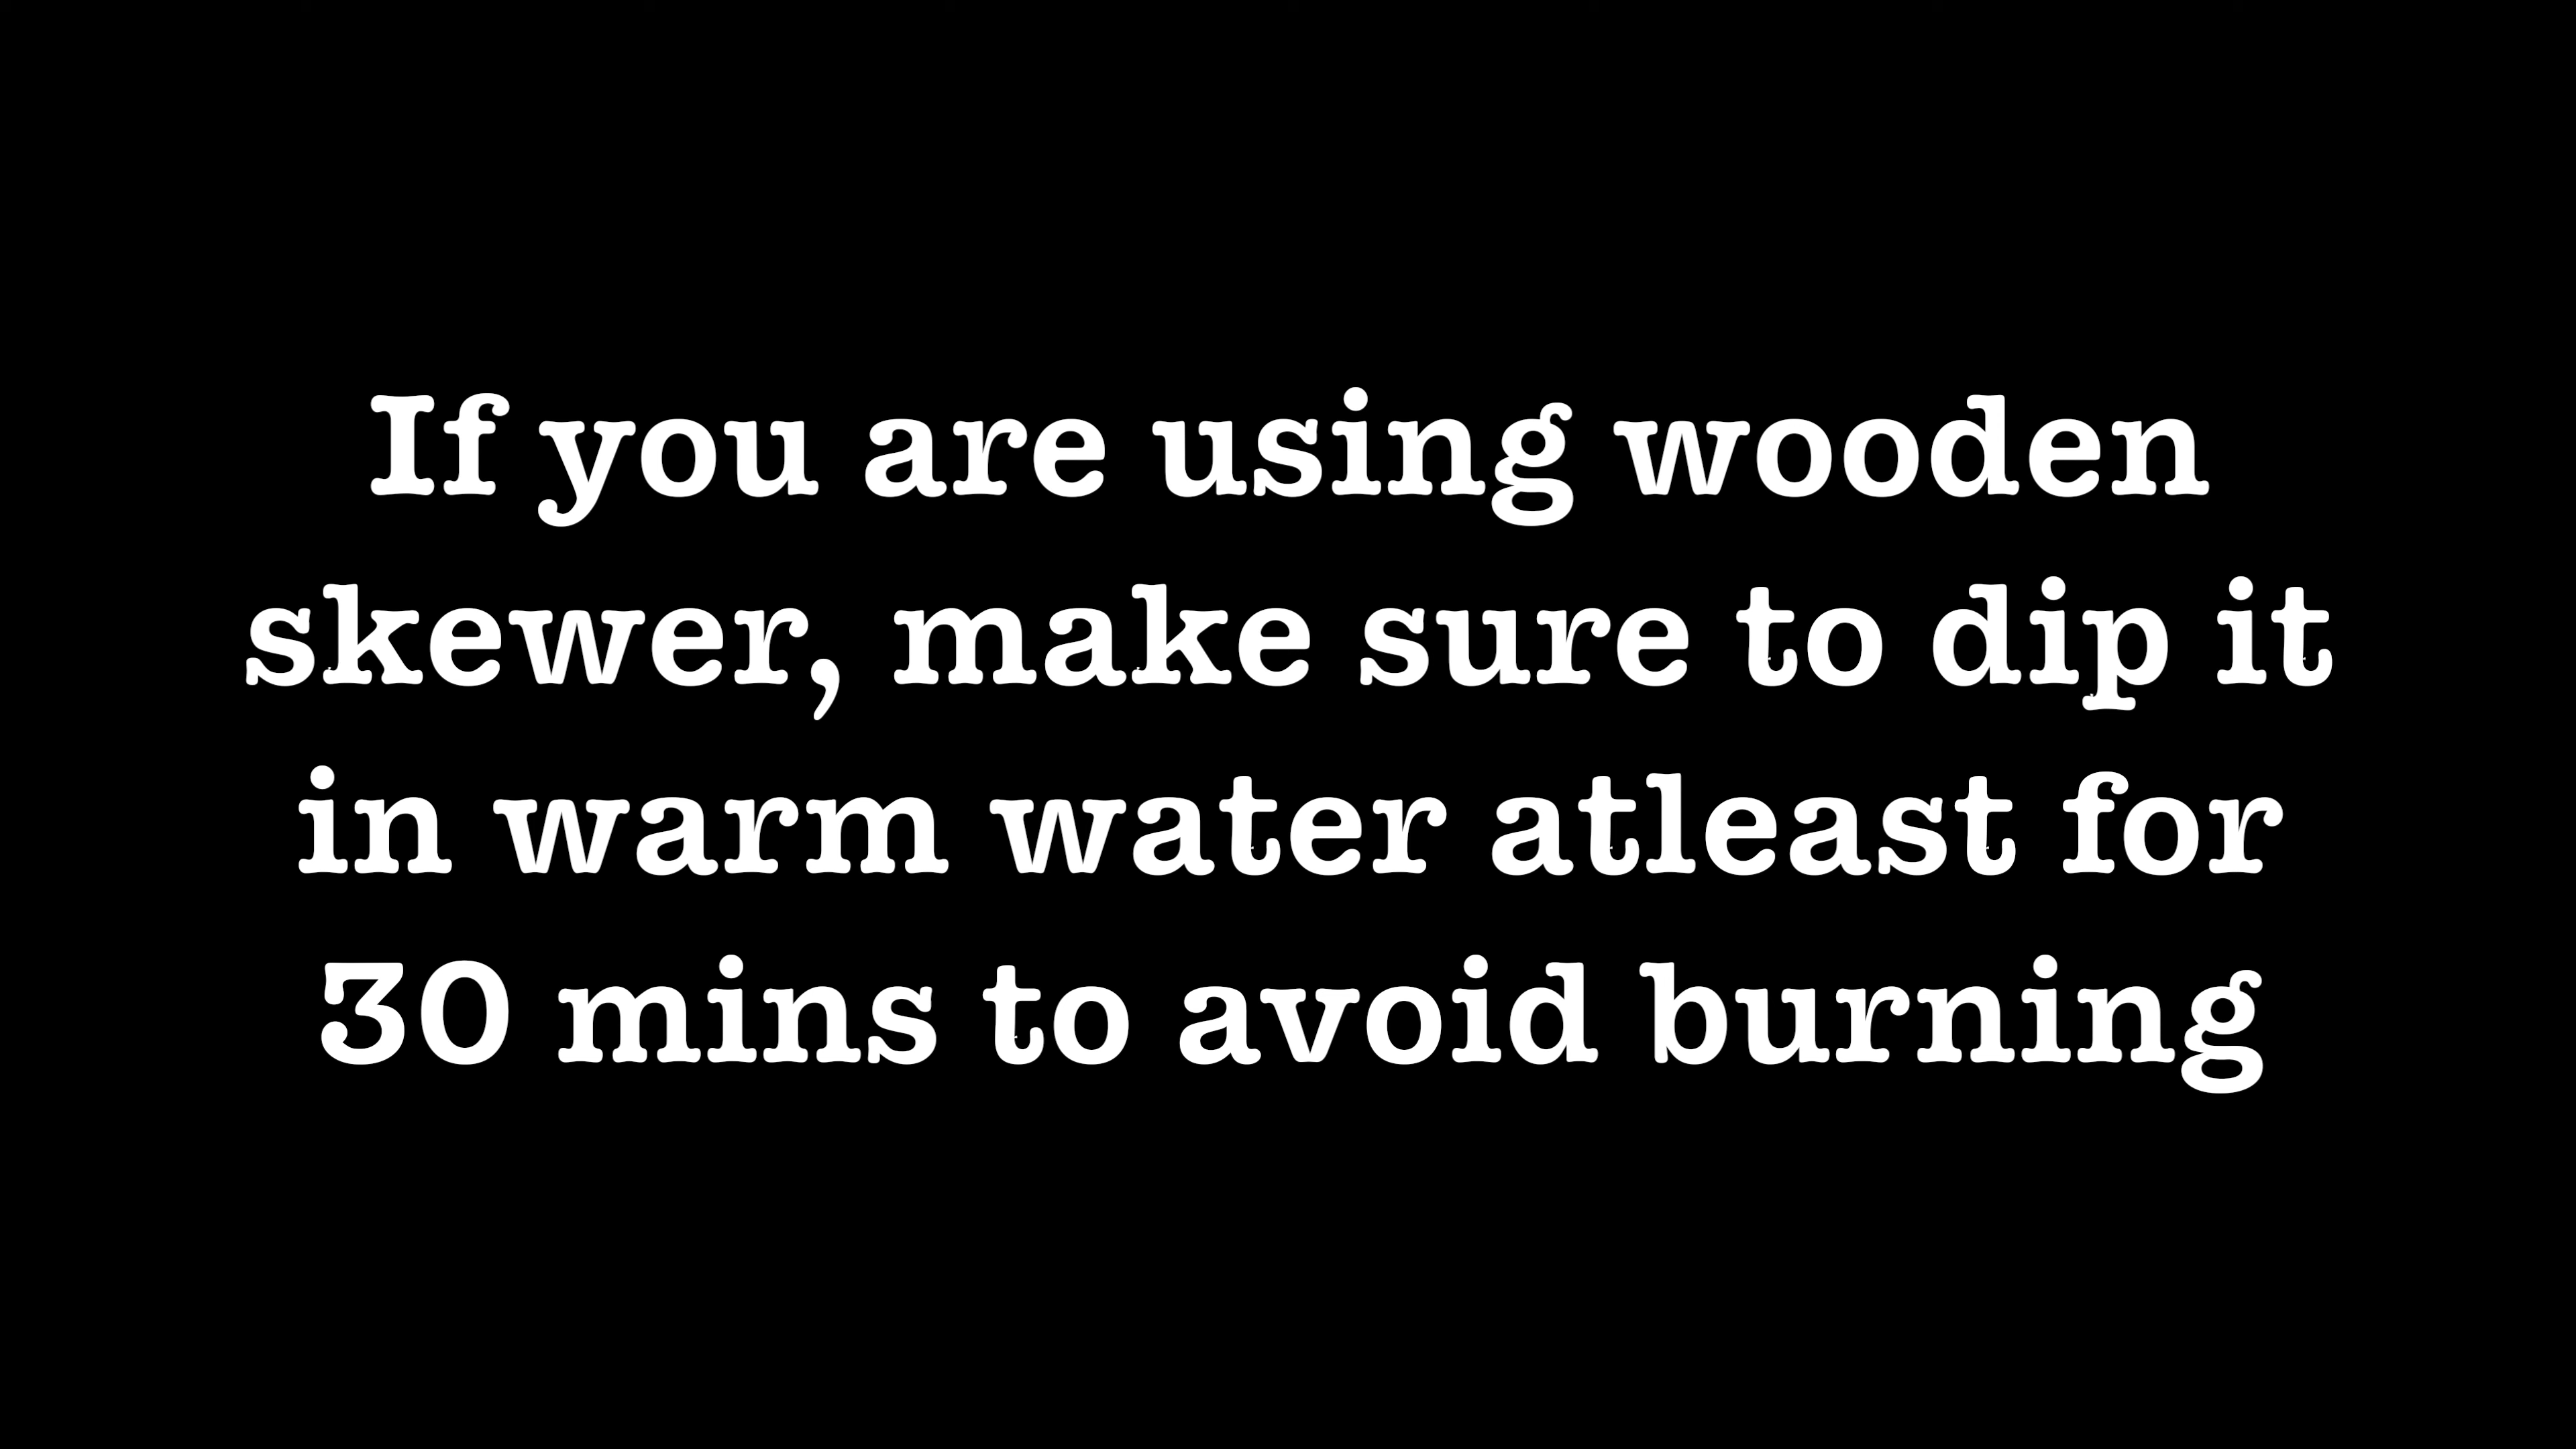 If you are using wooden
skewer, make sure to dip it
in warm water atleast for
30 mins to avoid burning